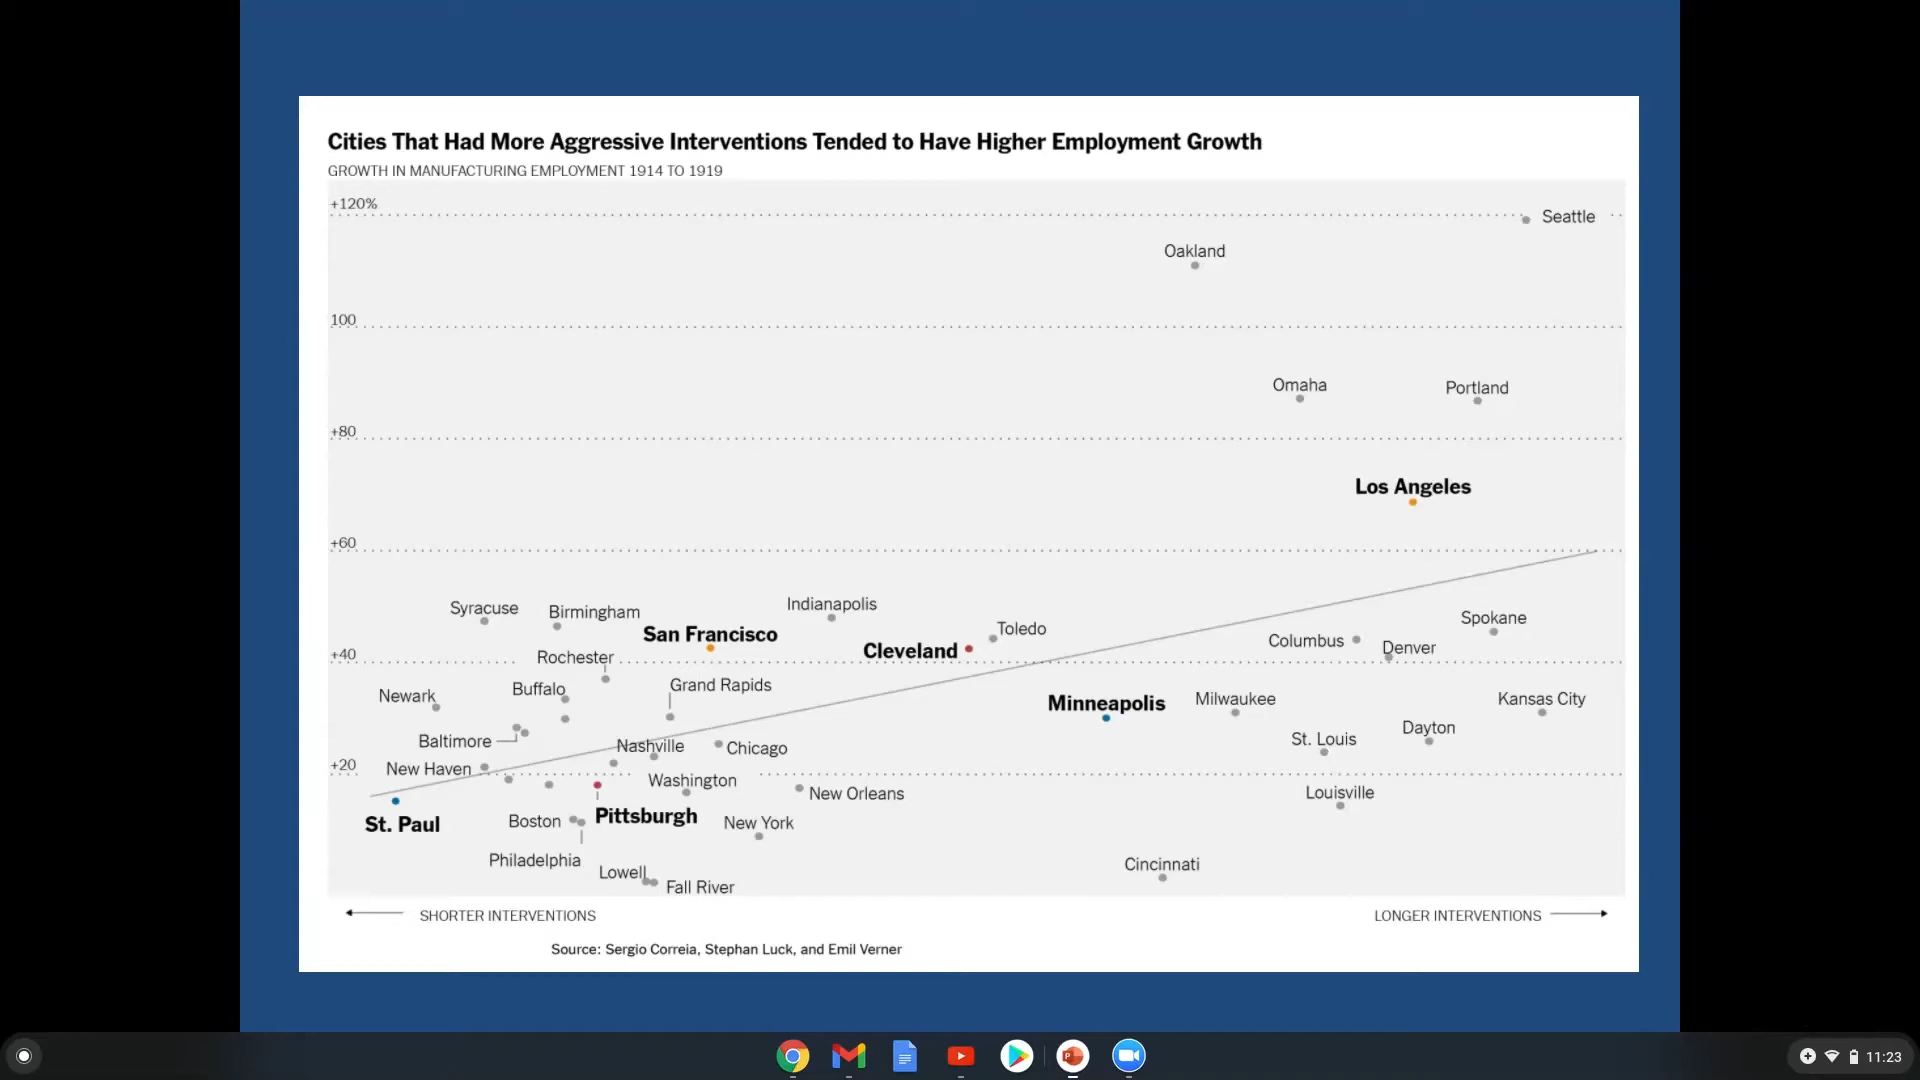 Cities That Had More Aggressive Interventions Tended to Have Higher Employment Growth
GROWTH IN MANUFACTURING EMPLOYMENT 1914 TO 1919
+120%
Seattle
Oakland
100
Omaha
Portland
+80
Los Angeles
+60
Syracuse
Birmingham
Indianapolis
Spokane
San Francisco
Toledo
Columbus
Denver
Cleveland
+40
Rochester
Grand Rapids
Buffalo
Newark
Minneapolis
Milwaukee
Kansas City
Dayton
Baltimore
Nashville
Chicago
St. Louis
+20
New Haven
Washington
New Orleans
Louisville
St. Paul
Boston
Pittsburgh
New York
Philadelphia
Cincinnati
Lowell
Fall River
SHORTER INTERVENTIONS
LONGER INTERVENTIONS
Source: Sergio Correia, Stephan Luck, and Emil Verner
11:23